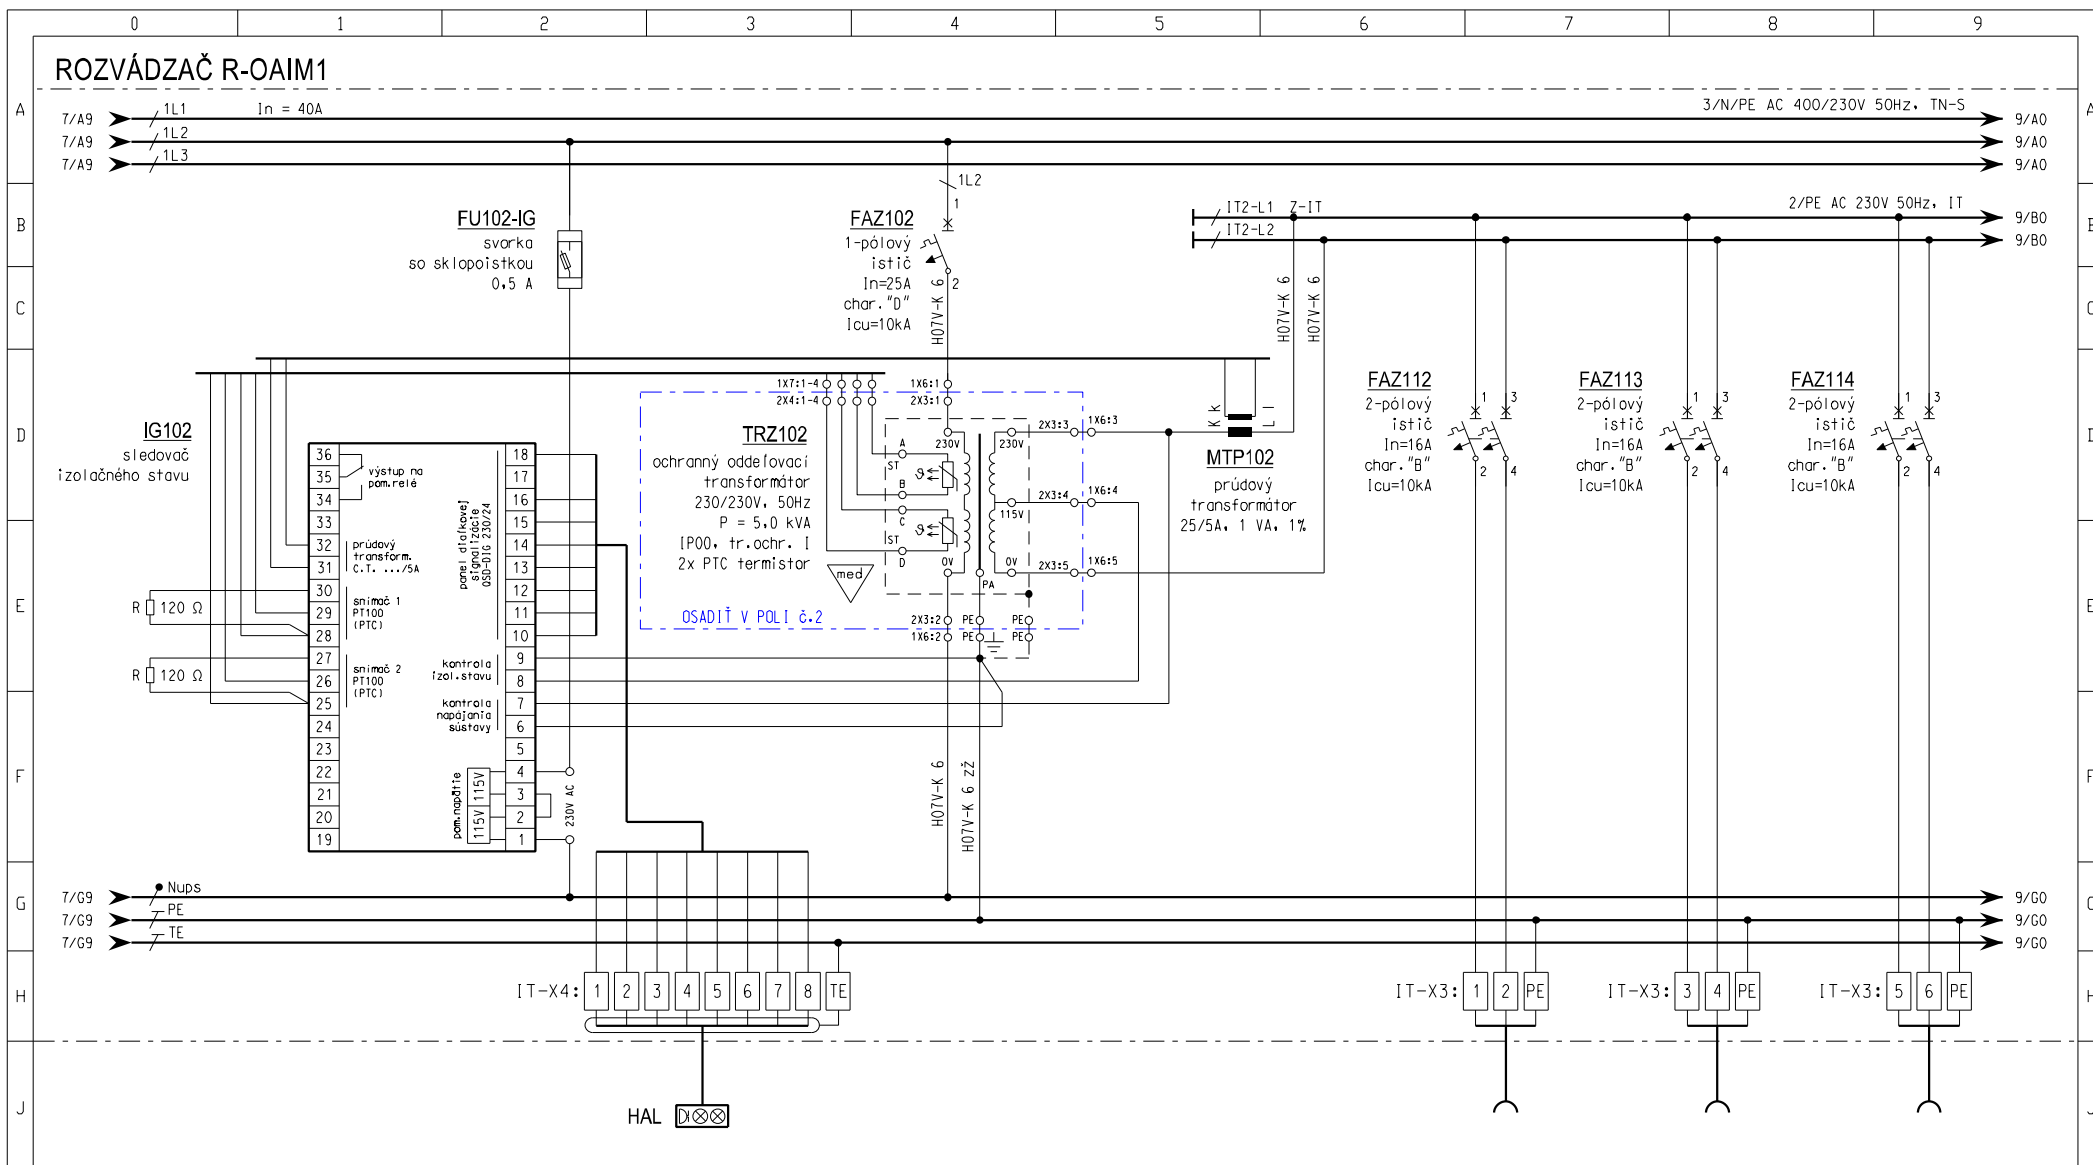 0 1 2 3 4 5 6 7 8 9
ROZVÁDZAČ R-OAIM1
A
7/A9 1L1 In = 40A 3/N/PE AC 400/230V 50Hz, TN-S 9/A0
7/A9 1L2 9/A0
7/A9 1L3 9/A0
1L2
1
B
FU102-IG
svorka
so sklopoistkou
0,5 A
FAZ102
1-pólový
istič
In=25A
char."D"
Icu=10kA
2
H07V-K 6
IT2-L1 Z-IT 2/PE AC 230V 50Hz, IT 9/B0
IT2-L2 9/B0
H07V-K 6
H07V-K 6
C
D
IG102
sledovač
izolačného stavu
1X7:1-4
2X4:1-4
1X6:1
2X3:1
TRZ102
ochranný oddeľovací
transformátor
230/230V, 50Hz
P = 5,0 kVA
IP00, tr.ochr. I
2x PTC termistor
med
OSADIŤ V POLI č.2
A
ST
B
C
ST
D
ϑ
ϑ
230V
0V
230V
115V
0V
PA
2X3:3 1X6:3
2X3:4 1X6:4
2X3:5 1X6:5
2X3:2 PE PE
1X6:2 PE PE
K k
L l
MTP102
prúdový
transformátor
25/5A, 1 VA, 1%
FAZ112
2-pólový
istič
In=16A
char."B"
Icu=10kA
1 3
2 4
FAZ113
2-pólový
istič
In=16A
char."B"
Icu=10kA
1 3
2 4
FAZ114
2-pólový
istič
In=16A
char."B"
Icu=10kA
1 3
2 4
36
35
34
33
32
31
30
29
28
27
26
25
24
23
22
21
20
19
výstup na
pom.relé
prúdový
transform.
C.T. .../5A
snímač 1
PT100
(PTC)
snímač 2
PT100
(PTC)
panel diaľkovej
signalizácie
QSD-DIG 230/24
kontrola
izol.stavu
kontrola
napájania
sústavy
pom.napätie
115V 115V
18
17
16
15
14
13
12
11
10
9
8
7
6
5
4
3
2
1
230V AC
E
R 120 Ω
R 120 Ω
F
H07V-K 6
H07V-K 6 zž
G
7/G9 Nups 9/G0
7/G9 PE 9/G0
7/G9 TE 9/G0
H
IT-X4: 1 2 3 4 5 6 7 8 TE
IT-X3: 1 2 PE
IT-X3: 3 4 PE
IT-X3: 5 6 PE
J
HAL